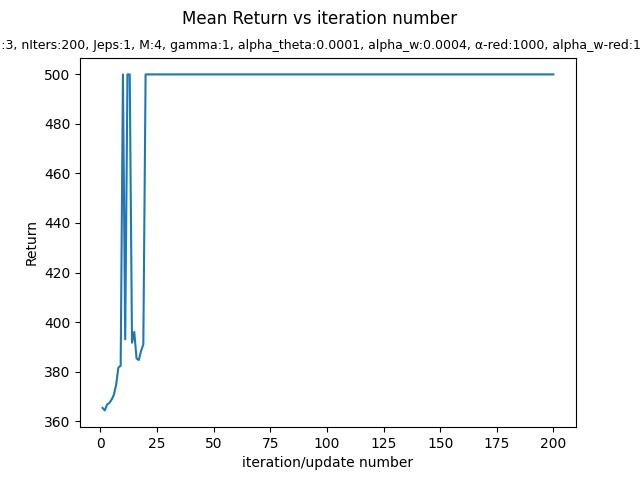 Mean Return vs iteration number
:3, nIters:200, Jeps:1, M:4, gamma:1, alpha_theta:0.0001, alpha_w:0.0004, α-red:1000, alpha_w-red:1
500
480
460
440
420
400
380
360
Return
0 25 50 75 100 125 150 175 200
iteration/update number